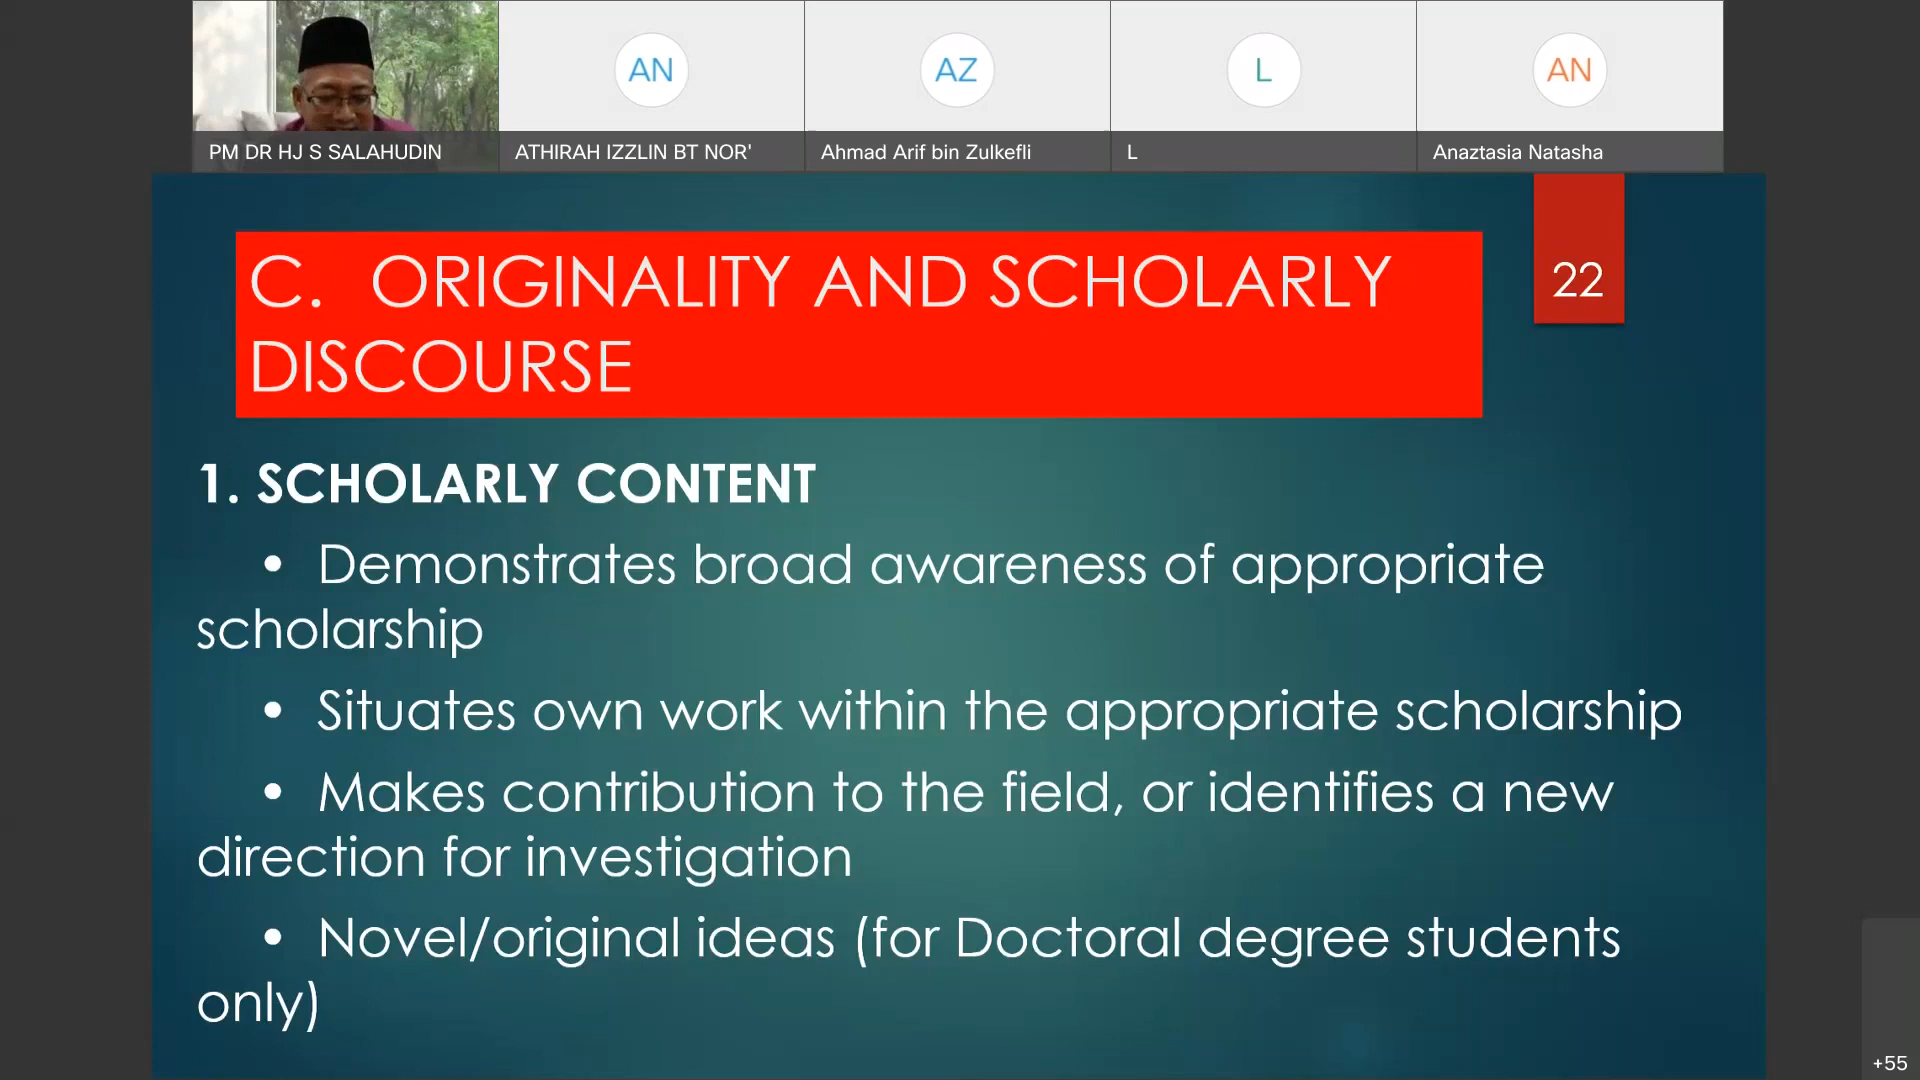 AN
AZ
L
AN
PM DR HJ S SALAHUDIN
ATHIRAH IZZLIN BT NOR'
Ahmad Arif bin Zulkefli
L
Anaztasia Natasha
C. ORIGINALITY AND SCHOLARLY
DISCOURSE
22
1. SCHOLARLY CONTENT
• Demonstrates broad awareness of appropriate
scholarship
• Situates own work within the appropriate scholarship
• Makes contribution to the field, or identifies a new
direction for investigation
• Novel/original ideas (for Doctoral degree students
only)
+55